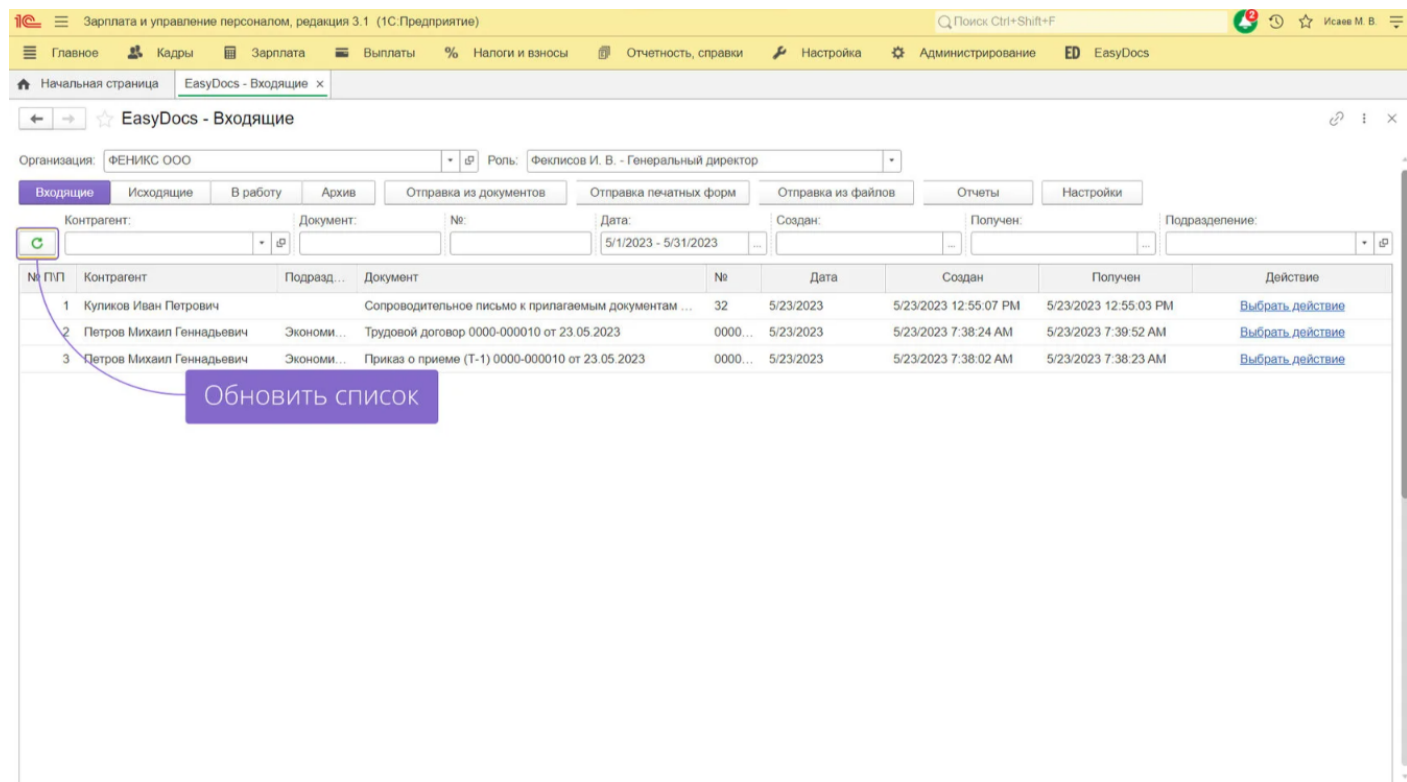 1С Зарплата и управление персоналом, редакция 3.1 (1С:Предприятие) Поиск Ctrl+Shift+F 2 Исаев М. В.
Главное Кадры Зарплата Выплаты % Налоги и взносы Отчетность, справки Настройка Администрирование ED EasyDocs
Начальная страница EasyDocs - Входящие ×
EasyDocs - Входящие
Организация: ФЕНИКС ООО Роль: Феклисов И. В. - Генеральный директор
Входящие Исходящие В работу Архив Отправка из документов Отправка печатных форм Отправка из файлов Отчеты Настройки
Контрагент: Документ: №: Дата: Создан: Получен: Подразделение:
5/1/2023 - 5/31/2023 ... ... ...
№ П\П Контрагент Подразд... Документ № Дата Создан Получен Действие
1 Куликов Иван Петрович Сопроводительное письмо к прилагаемым документам ... 32 5/23/2023 5/23/2023 12:55:07 PM 5/23/2023 12:55:03 PM Выбрать действие
2 Петров Михаил Геннадьевич Экономи... Трудовой договор 0000-000010 от 23.05.2023 0000... 5/23/2023 5/23/2023 7:38:24 AM 5/23/2023 7:39:52 AM Выбрать действие
3 Петров Михаил Геннадьевич Экономи... Приказ о приеме (Т-1) 0000-000010 от 23.05.2023 0000... 5/23/2023 5/23/2023 7:38:02 AM 5/23/2023 7:38:23 AM Выбрать действие
Обновить список